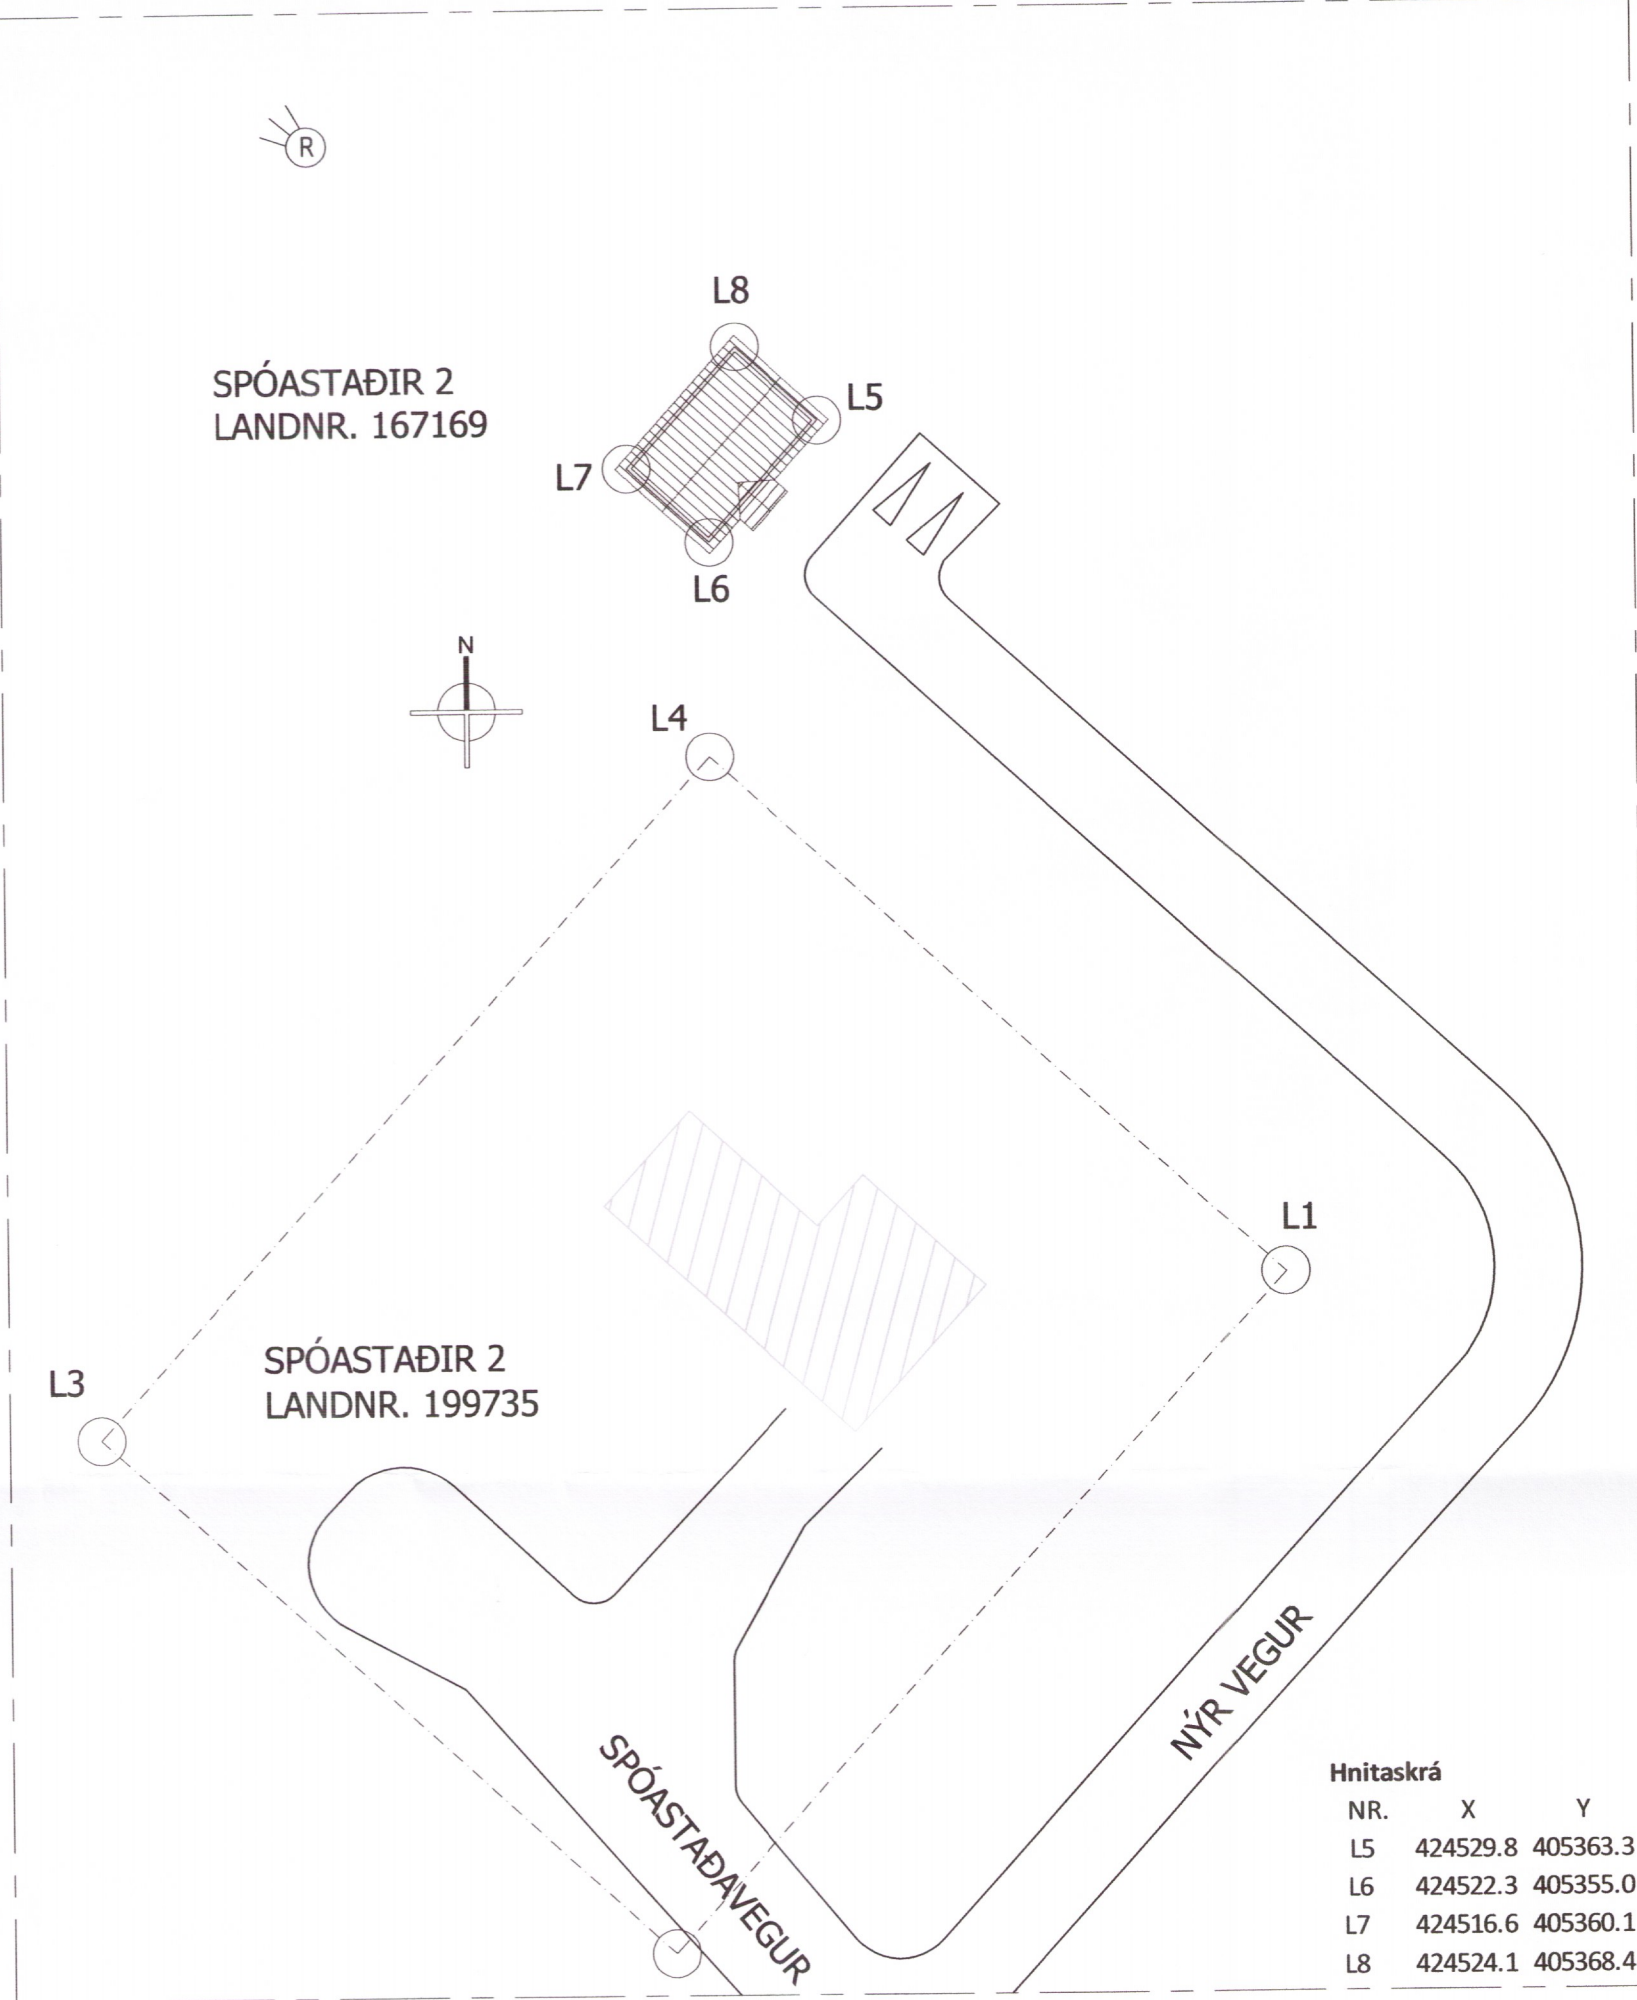 R
L8
SPÓASTAÐIR 2
LANDNR. 167169
L5
L7
L6
N
L4
L1
SPÓASTAÐIR 2
LANDNR. 199735
L3
NÝR VEGUR
SPÓASTAÐAVEGUR
Hnitaskrá
NR. X Y
L5 424529.8 405363.3
L6 424522.3 405355.0
L7 424516.6 405360.1
L8 424524.1 405368.4